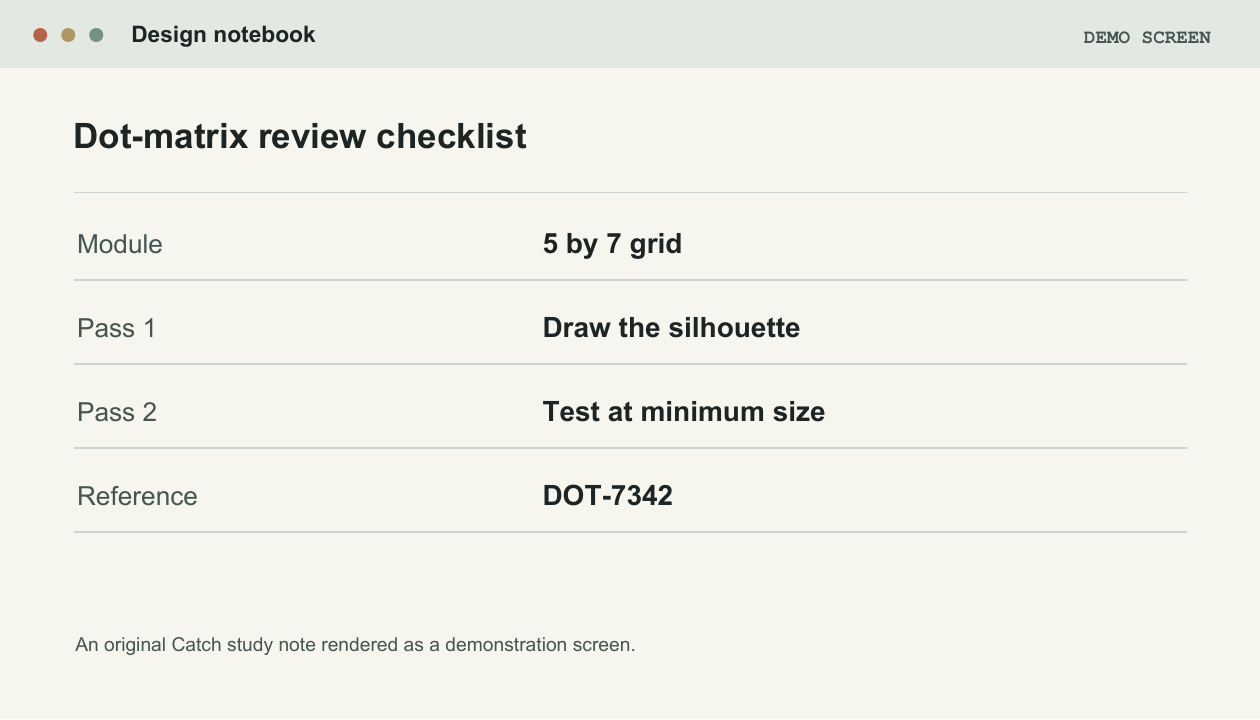 Design notebook
DEMO SCREEN
Dot-matrix review checklist
Module 5 by 7 grid
Pass 1 Draw the silhouette
Pass 2 Test at minimum size
Reference DOT-7342
An original Catch study note rendered as a demonstration screen.